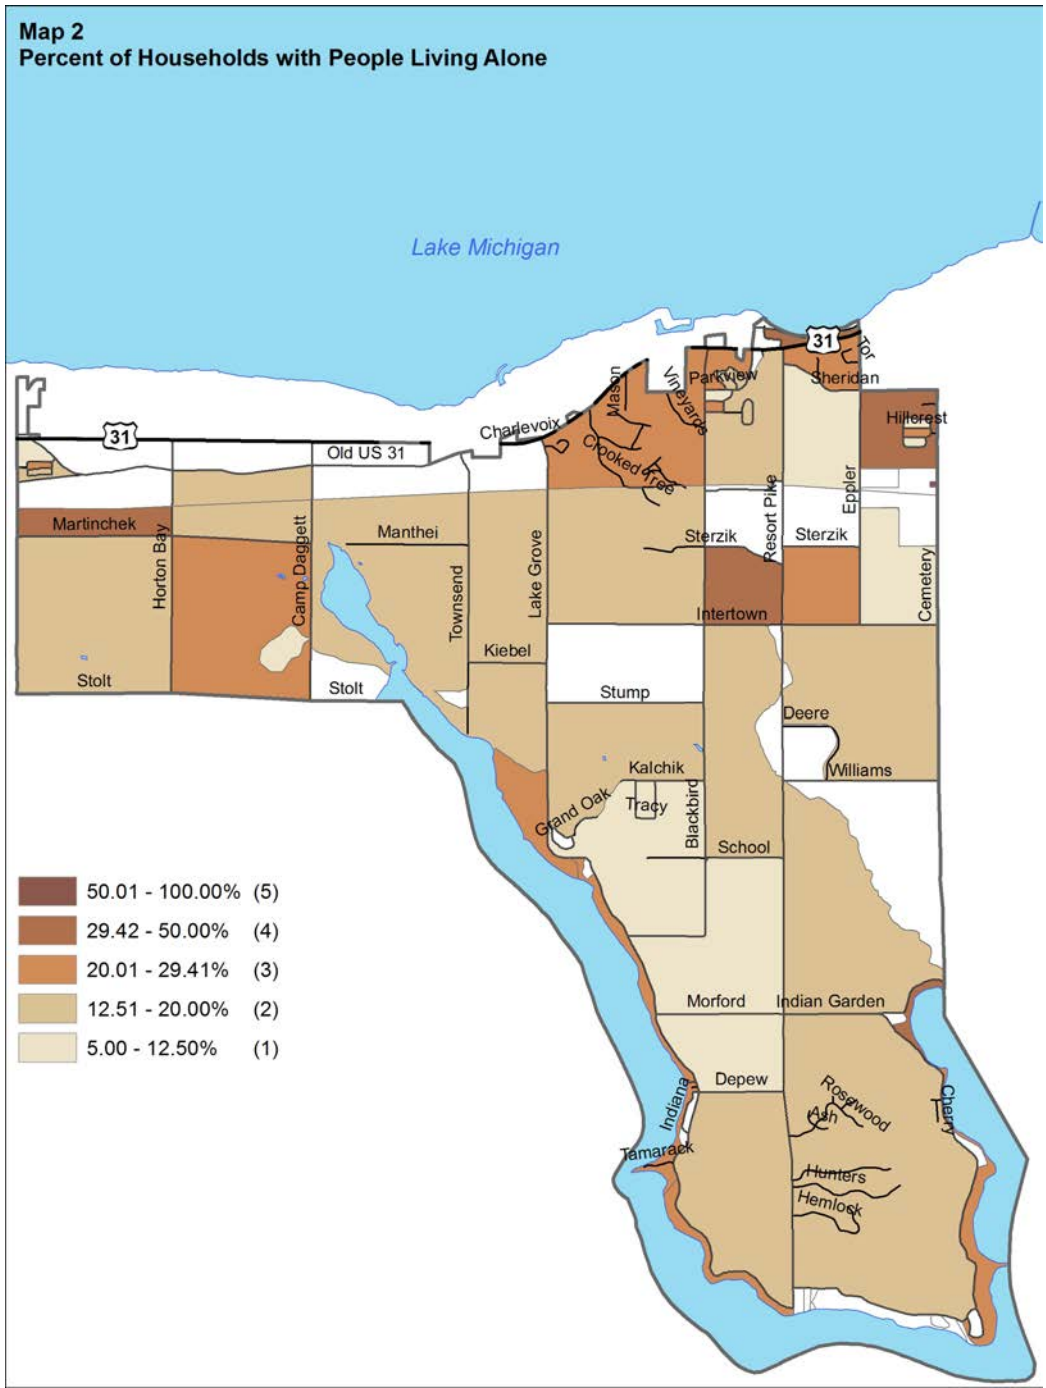 Map 2
Percent of Households with People Living Alone
Lake Michigan
31
Tor
Parkview
Sheridan
Mason
Vineyards
Hillcrest
Charlevoix
31
Old US 31
Crooked Tree
Resort Pike
Eppler
Martinchek
Manthei
Sterzik
Sterzik
Horton Bay
Camp Daggett
Townsend
Lake Grove
Cemetery
Intertown
Kiebel
Stolt
Stolt
Stump
Deere
Kalchik
Williams
Grand Oak
Tracy
Blackbird
School
50.01 - 100.00% (5)
29.42 - 50.00% (4)
20.01 - 29.41% (3)
12.51 - 20.00% (2)
5.00 - 12.50% (1)
Morford
Indian Garden
Depew
Indiana
Rosewood
Ash
Cherry
Tamarack
Hunters
Hemlock